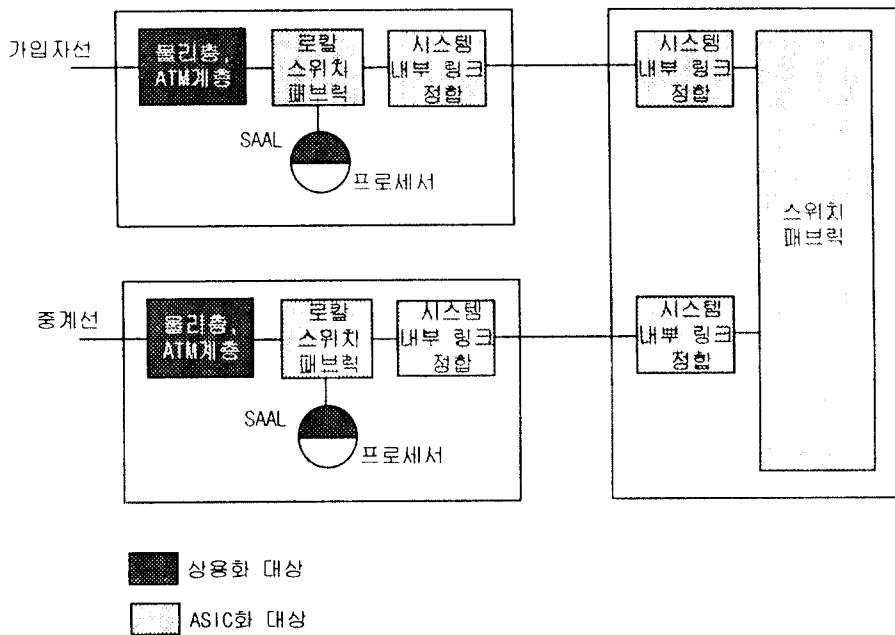 가입자선
물리층,
ATM계층
로칼
스위치
패브릭
시스템
내부 링크
정합
시스템
내부 링크
정합
SAAL
프로세서
스위치
패브릭
중계선
물리층,
ATM계층
로칼
스위치
패브릭
시스템
내부 링크
정합
시스템
내부 링크
정합
SAAL
프로세서
상용화 대상
ASIC화 대상